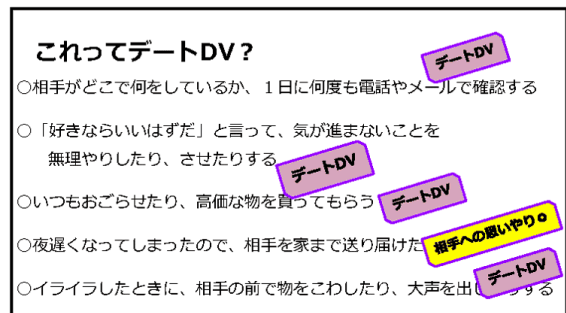 これってデートDV？
デートDV
○相手がどこで何をしているか、１日に何度も電話やメールで確認する
○「好きならいいはずだ」と言って、気が進まないことを
無理やりしたり、させたりする
デートDV
○いつもおごらせたり、高価な物を買ってもらう
デートDV
○夜遅くなってしまったので、相手を家まで送り届けた
相手への思いやり。
デートDV
○イライラしたときに、相手の前で物をこわしたり、大声を出したりする